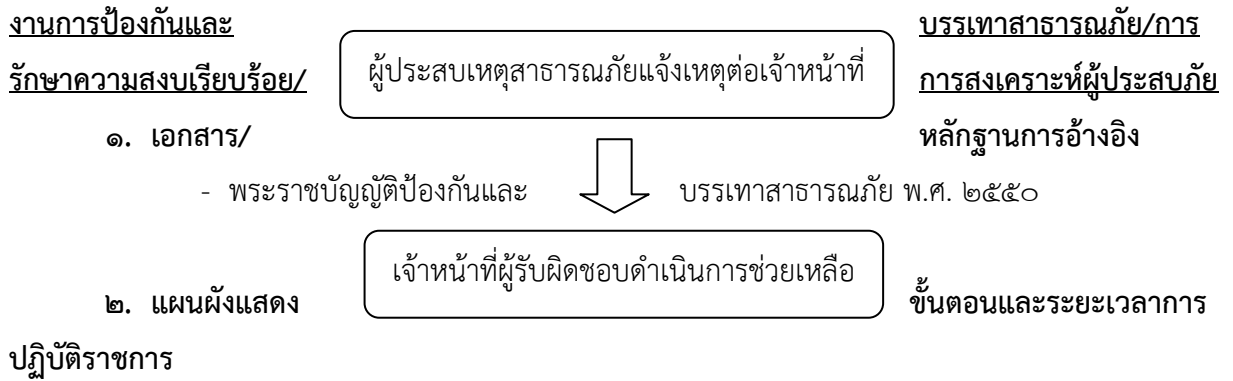 งานการป้องกันและ บรรเทาสาธารณภัย/การ
ผู้ประสบเหตุสาธารณภัยแจ้งเหตุต่อเจ้าหน้าที่
รักษาความสงบเรียบร้อย/ การสงเคราะห์ผู้ประสบภัย
๑. เอกสาร/ หลักฐานการอ้างอิง
- พระราชบัญญัติป้องกันและ บรรเทาสาธารณภัย พ.ศ. ๒๕๕๐
เจ้าหน้าที่ผู้รับผิดชอบดำเนินการช่วยเหลือ
๒. แผนผังแสดง ขั้นตอนและระยะเวลาการ
ปฏิบัติราชการ